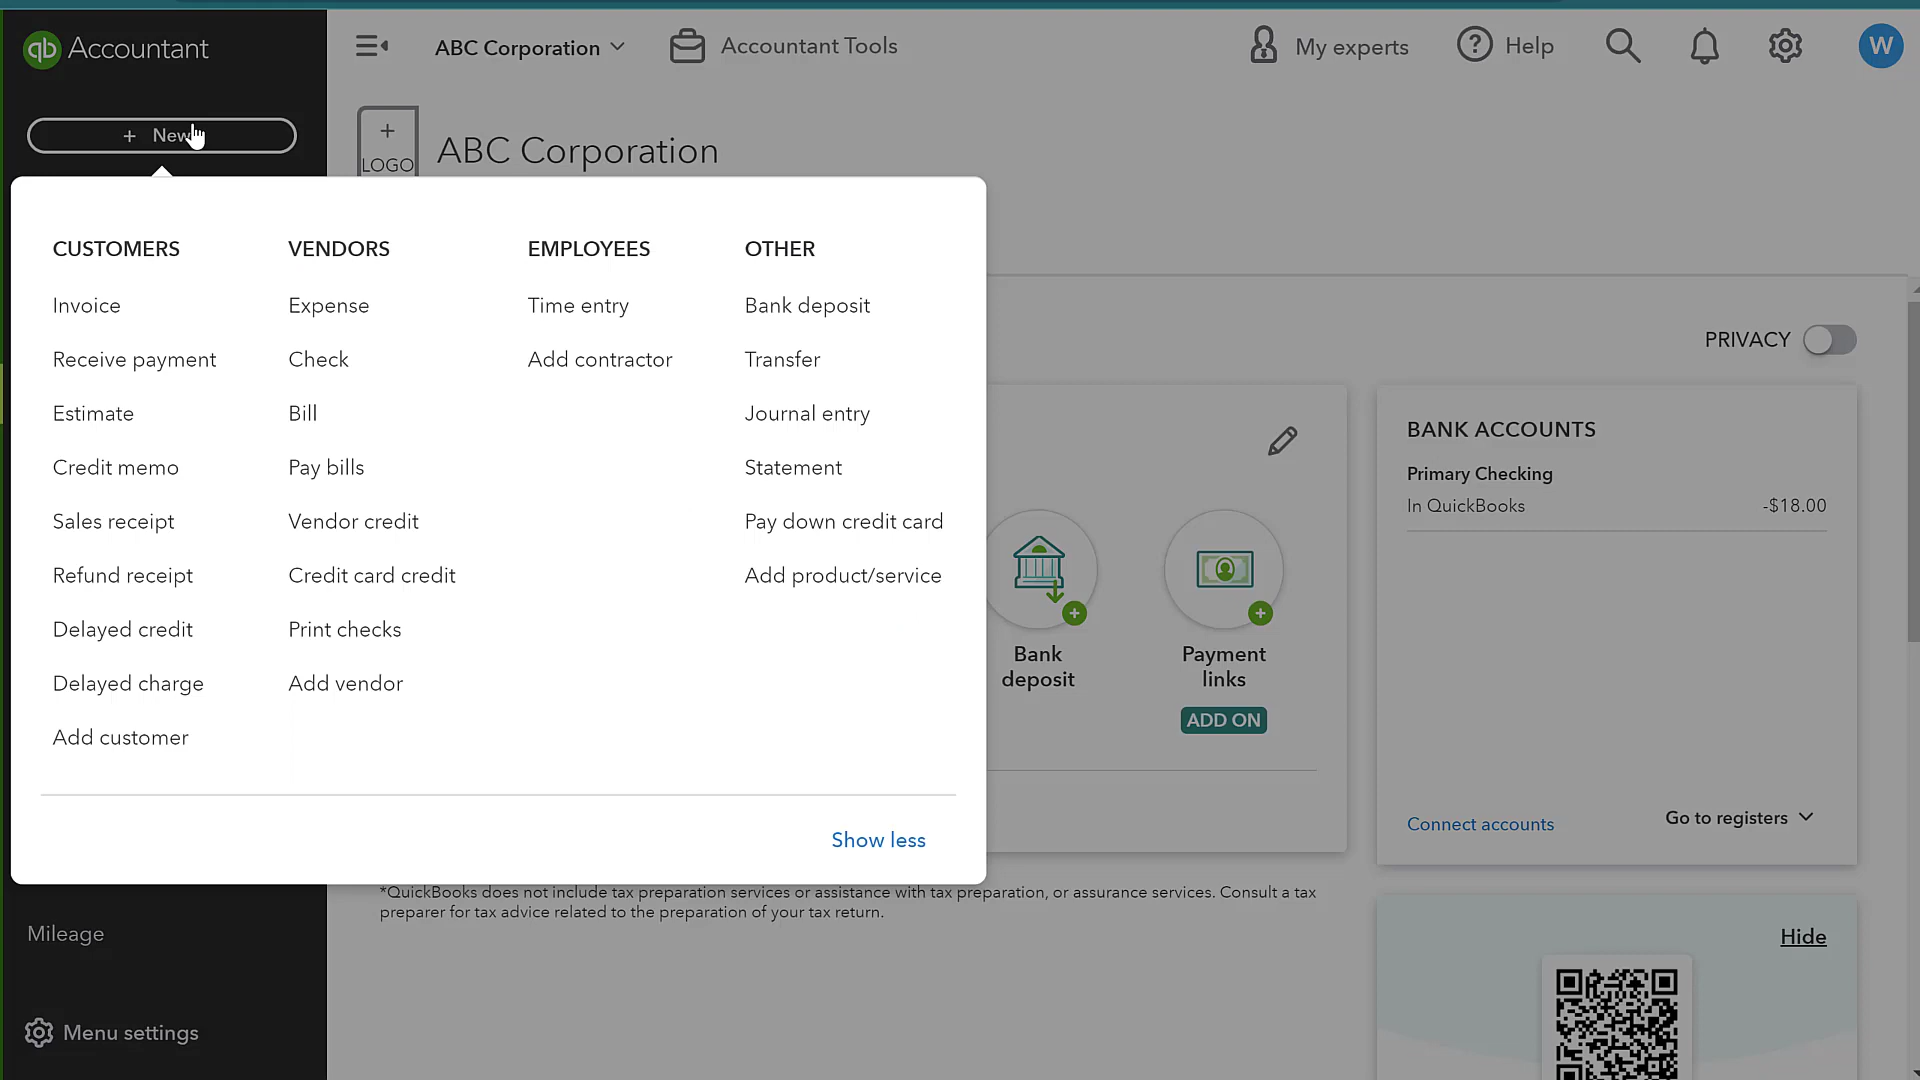 qb Accountant
ABC Corporation
Accountant Tools
My experts
Help
W
+ New
+
LOGO
ABC Corporation
CUSTOMERS
Invoice
Receive payment
Estimate
Credit memo
Sales receipt
Refund receipt
Delayed credit
Delayed charge
Add customer
VENDORS
Expense
Check
Bill
Pay bills
Vendor credit
Credit card credit
Print checks
Add vendor
EMPLOYEES
Time entry
Add contractor
OTHER
Bank deposit
Transfer
Journal entry
Statement
Pay down credit card
Add product/service
Show less
PRIVACY
Bank
deposit
Payment
links
ADD ON
BANK ACCOUNTS
Primary Checking
In QuickBooks -$18.00
Connect accounts
Go to registers
*QuickBooks does not include tax preparation services or assistance with tax preparation, or assurance services. Consult a tax
preparer for tax advice related to the preparation of your tax return.
Hide
Mileage
Menu settings